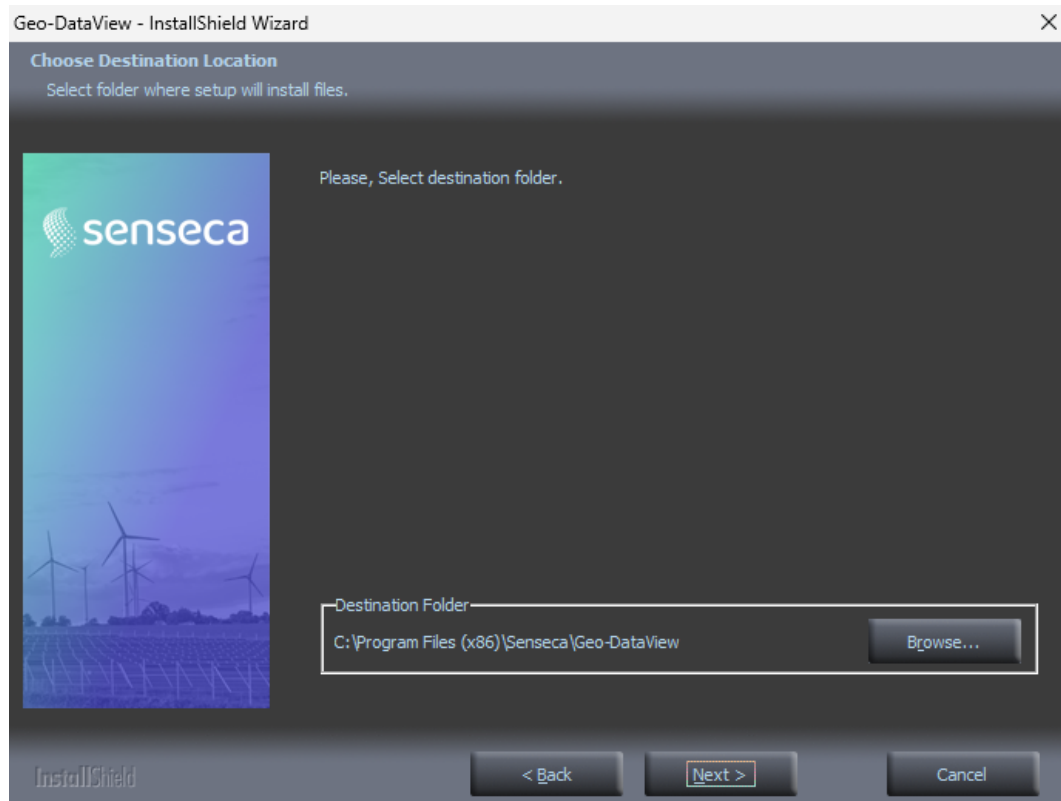 Geo-DataView - InstallShield Wizard
Choose Destination Location
Select folder where setup will install files.
senseca
Please, Select destination folder.
Destination Folder
C:\Program Files (x86)\Senseca\Geo-DataView
Browse...
InstallShield
< Back
Next >
Cancel